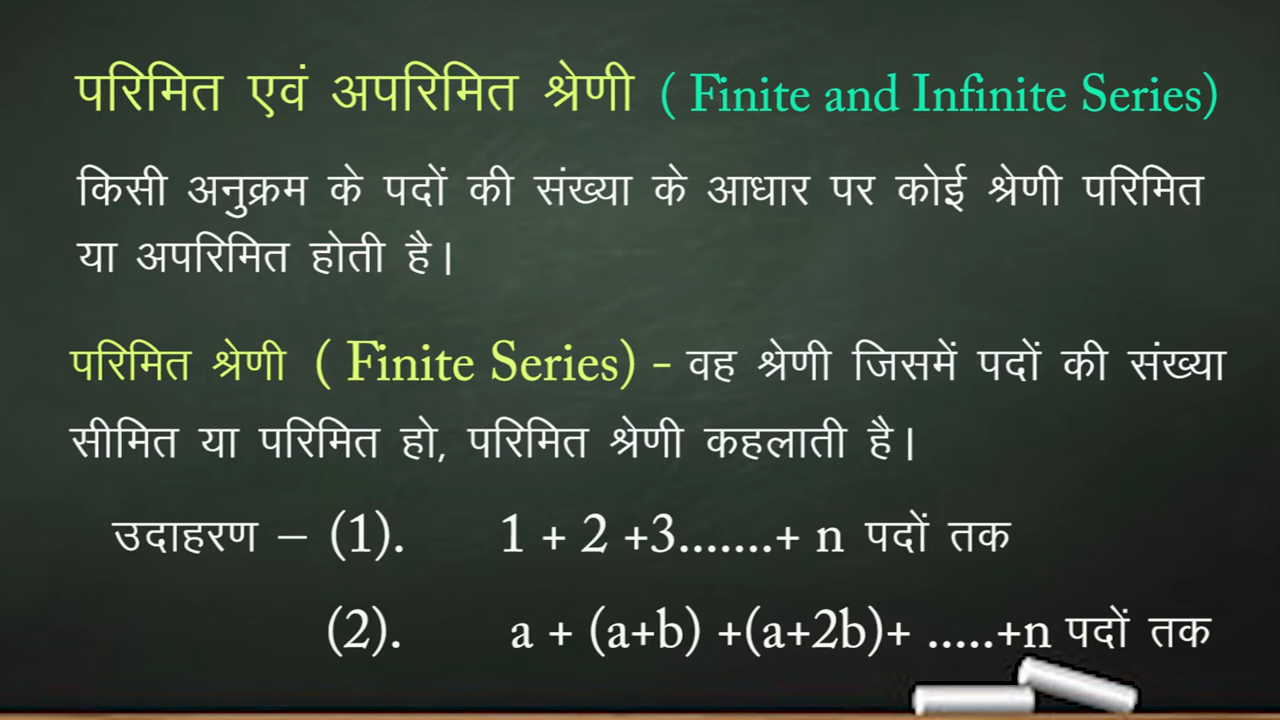 परिमित एवं अपरिमित श्रेणी ( Finite and Infinite Series)
किसी अनुक्रम के पदों की संख्या के आधार पर कोई श्रेणी परिमित
या अपरिमित होती है।
परिमित श्रेणी ( Finite Series) - वह श्रेणी जिसमें पदों की संख्या
सीमित या परिमित हो, परिमित श्रेणी कहलाती है।
उदाहरण – (1). 1 + 2 +3.......+ n पदों तक
(2). a + (a+b) +(a+2b)+ .....+n पदों तक